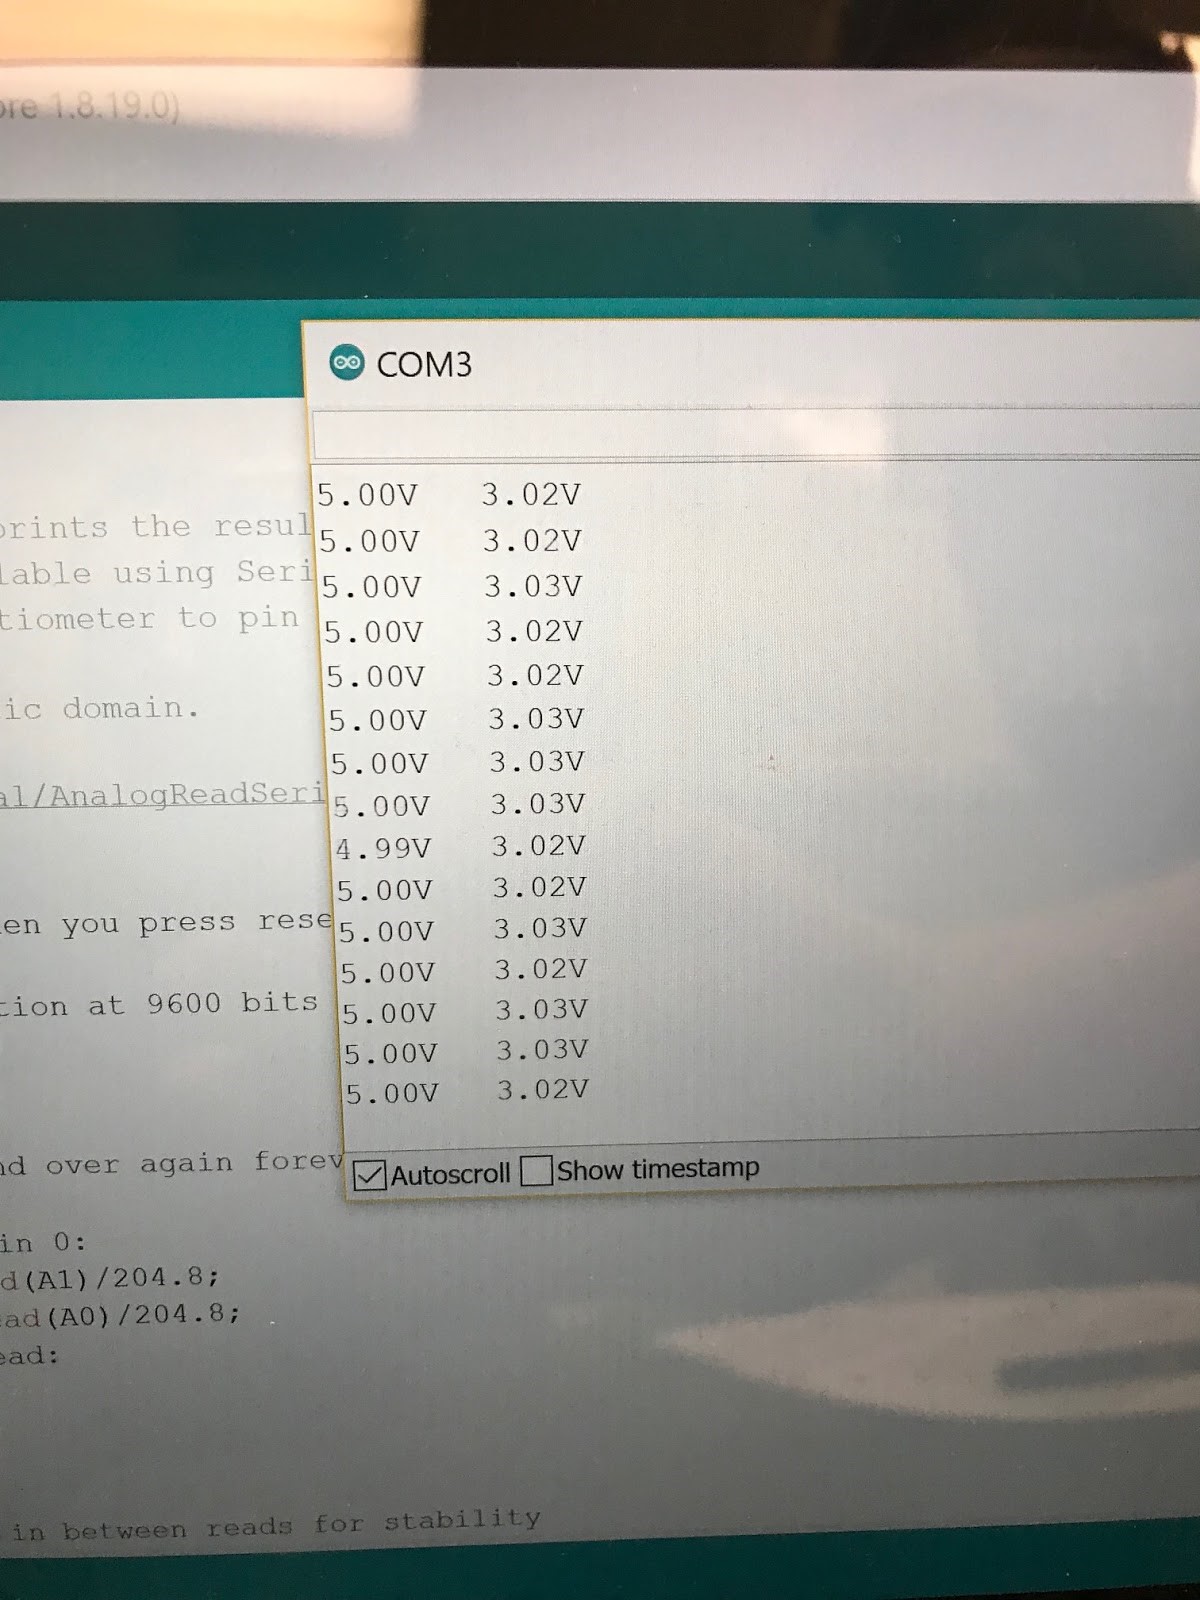 1.8.19.0)
COM3
5.00V 3.02V
5.00V 3.02V
5.00V 3.03V
5.00V 3.02V
5.00V 3.02V
5.00V 3.03V
5.00V 3.03V
5.00V 3.03V
4.99V 3.02V
5.00V 3.02V
5.00V 3.03V
5.00V 3.02V
5.00V 3.03V
5.00V 3.03V
5.00V 3.02V
Autoscroll Show timestamp
prints the resul
lable using Seri
tiometer to pin
ic domain.
al/AnalogReadSeri
en you press rese
tion at 9600 bits
nd over again forev
in 0:
d(A1)/204.8;
ead(A0)/204.8;
ead:
in between reads for stability